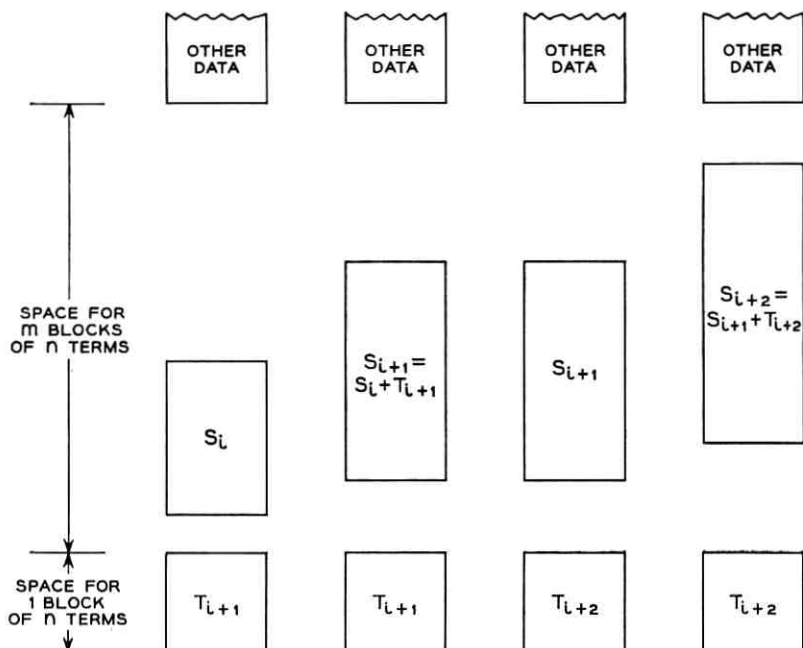 OTHER
DATA
OTHER
DATA
OTHER
DATA
OTHER
DATA
SPACE FOR
m BLOCKS
OF n TERMS
S_i
S_{i+1} =
S_i + T_{i+1}
S_{i+1}
S_{i+2} =
S_{i+1} + T_{i+2}
SPACE FOR
1 BLOCK
OF n TERMS
T_{i+1}
T_{i+1}
T_{i+2}
T_{i+2}